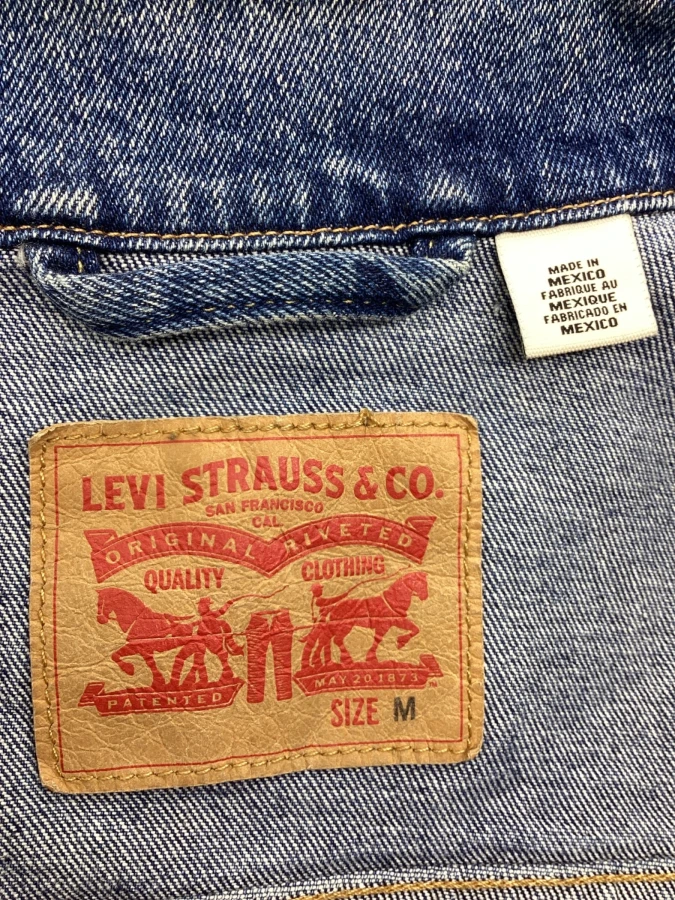 MADE IN
MEXICO
FABRIQUE AU
MEXIQUE
FABRICADO EN
MEXICO
LEVI STRAUSS & CO.
SAN FRANCISCO
CAL.
ORIGINAL RIVETED
QUALITY CLOTHING
PATENTED MAY 20 1873
SIZE M